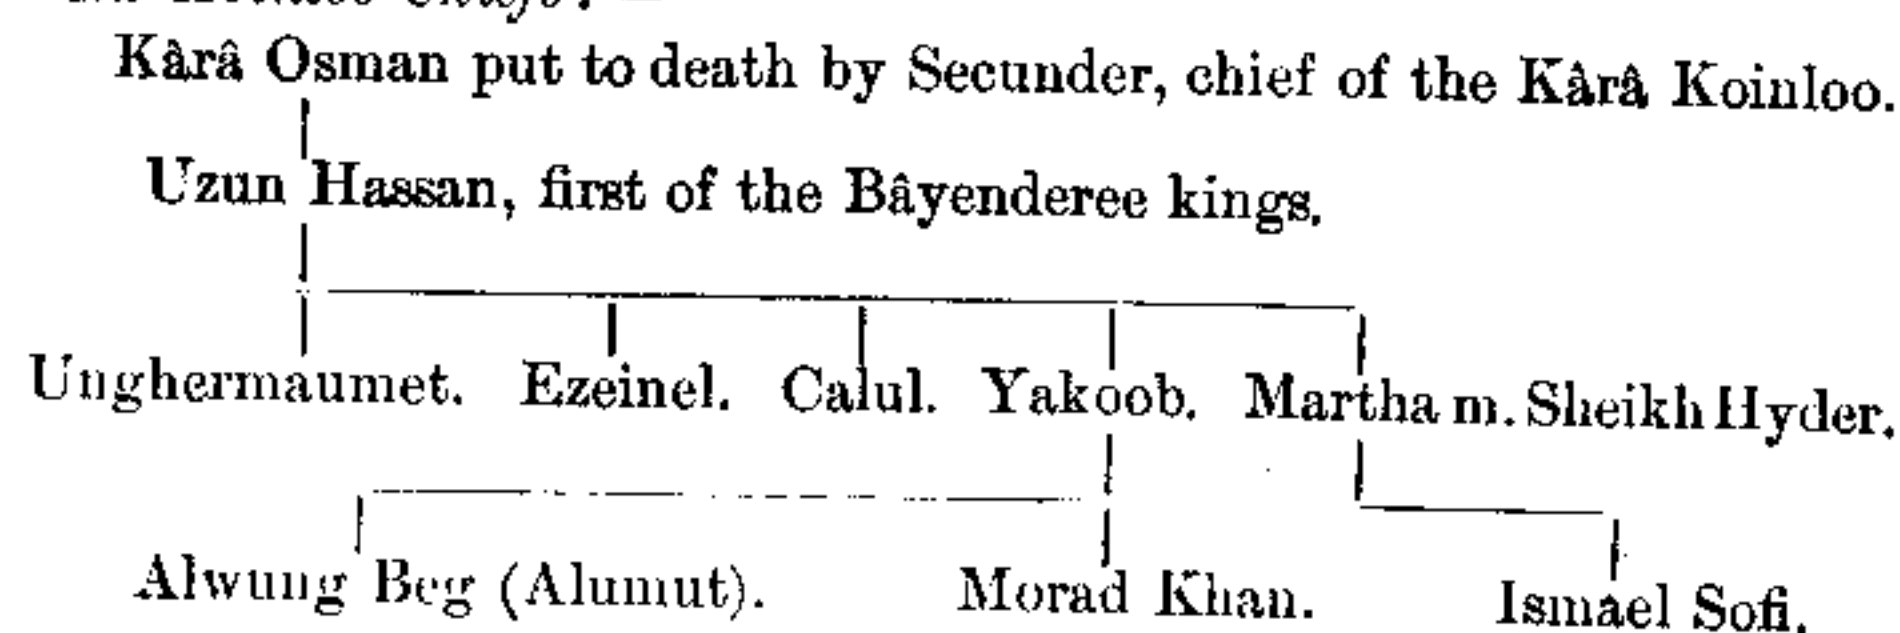 Kârâ Osman put to death by Secunder, chief of the Kârâ Koinloo.
Uzun Hassan, first of the Bâyenderee kings.
Unghermaumet. Ezeinel. Calul. Yakoob. Martha m. Sheikh Hyder.
Alwung Beg (Alumut). Morad Khan. Ismael Sofi.